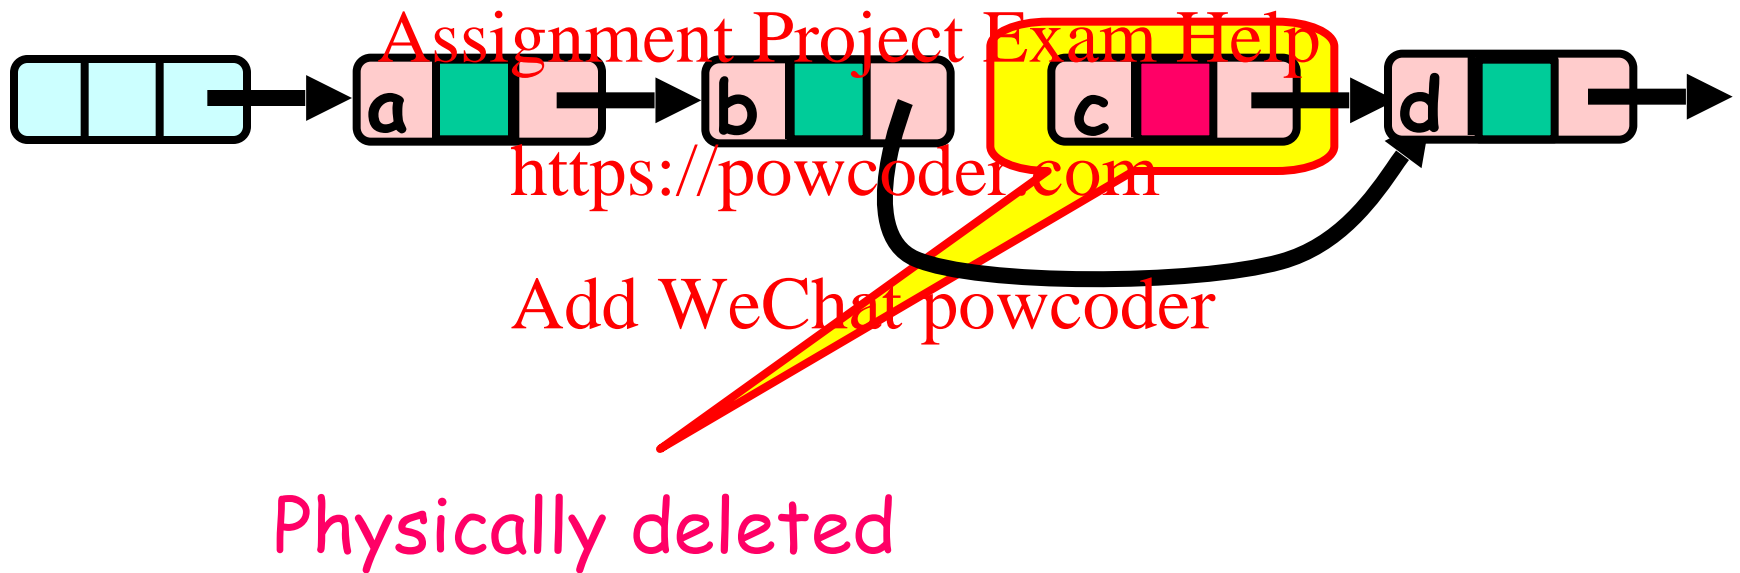 Assignment Project Exam Help
a b c d
https://powcoder.com
Add WeChat powcoder
Physically deleted